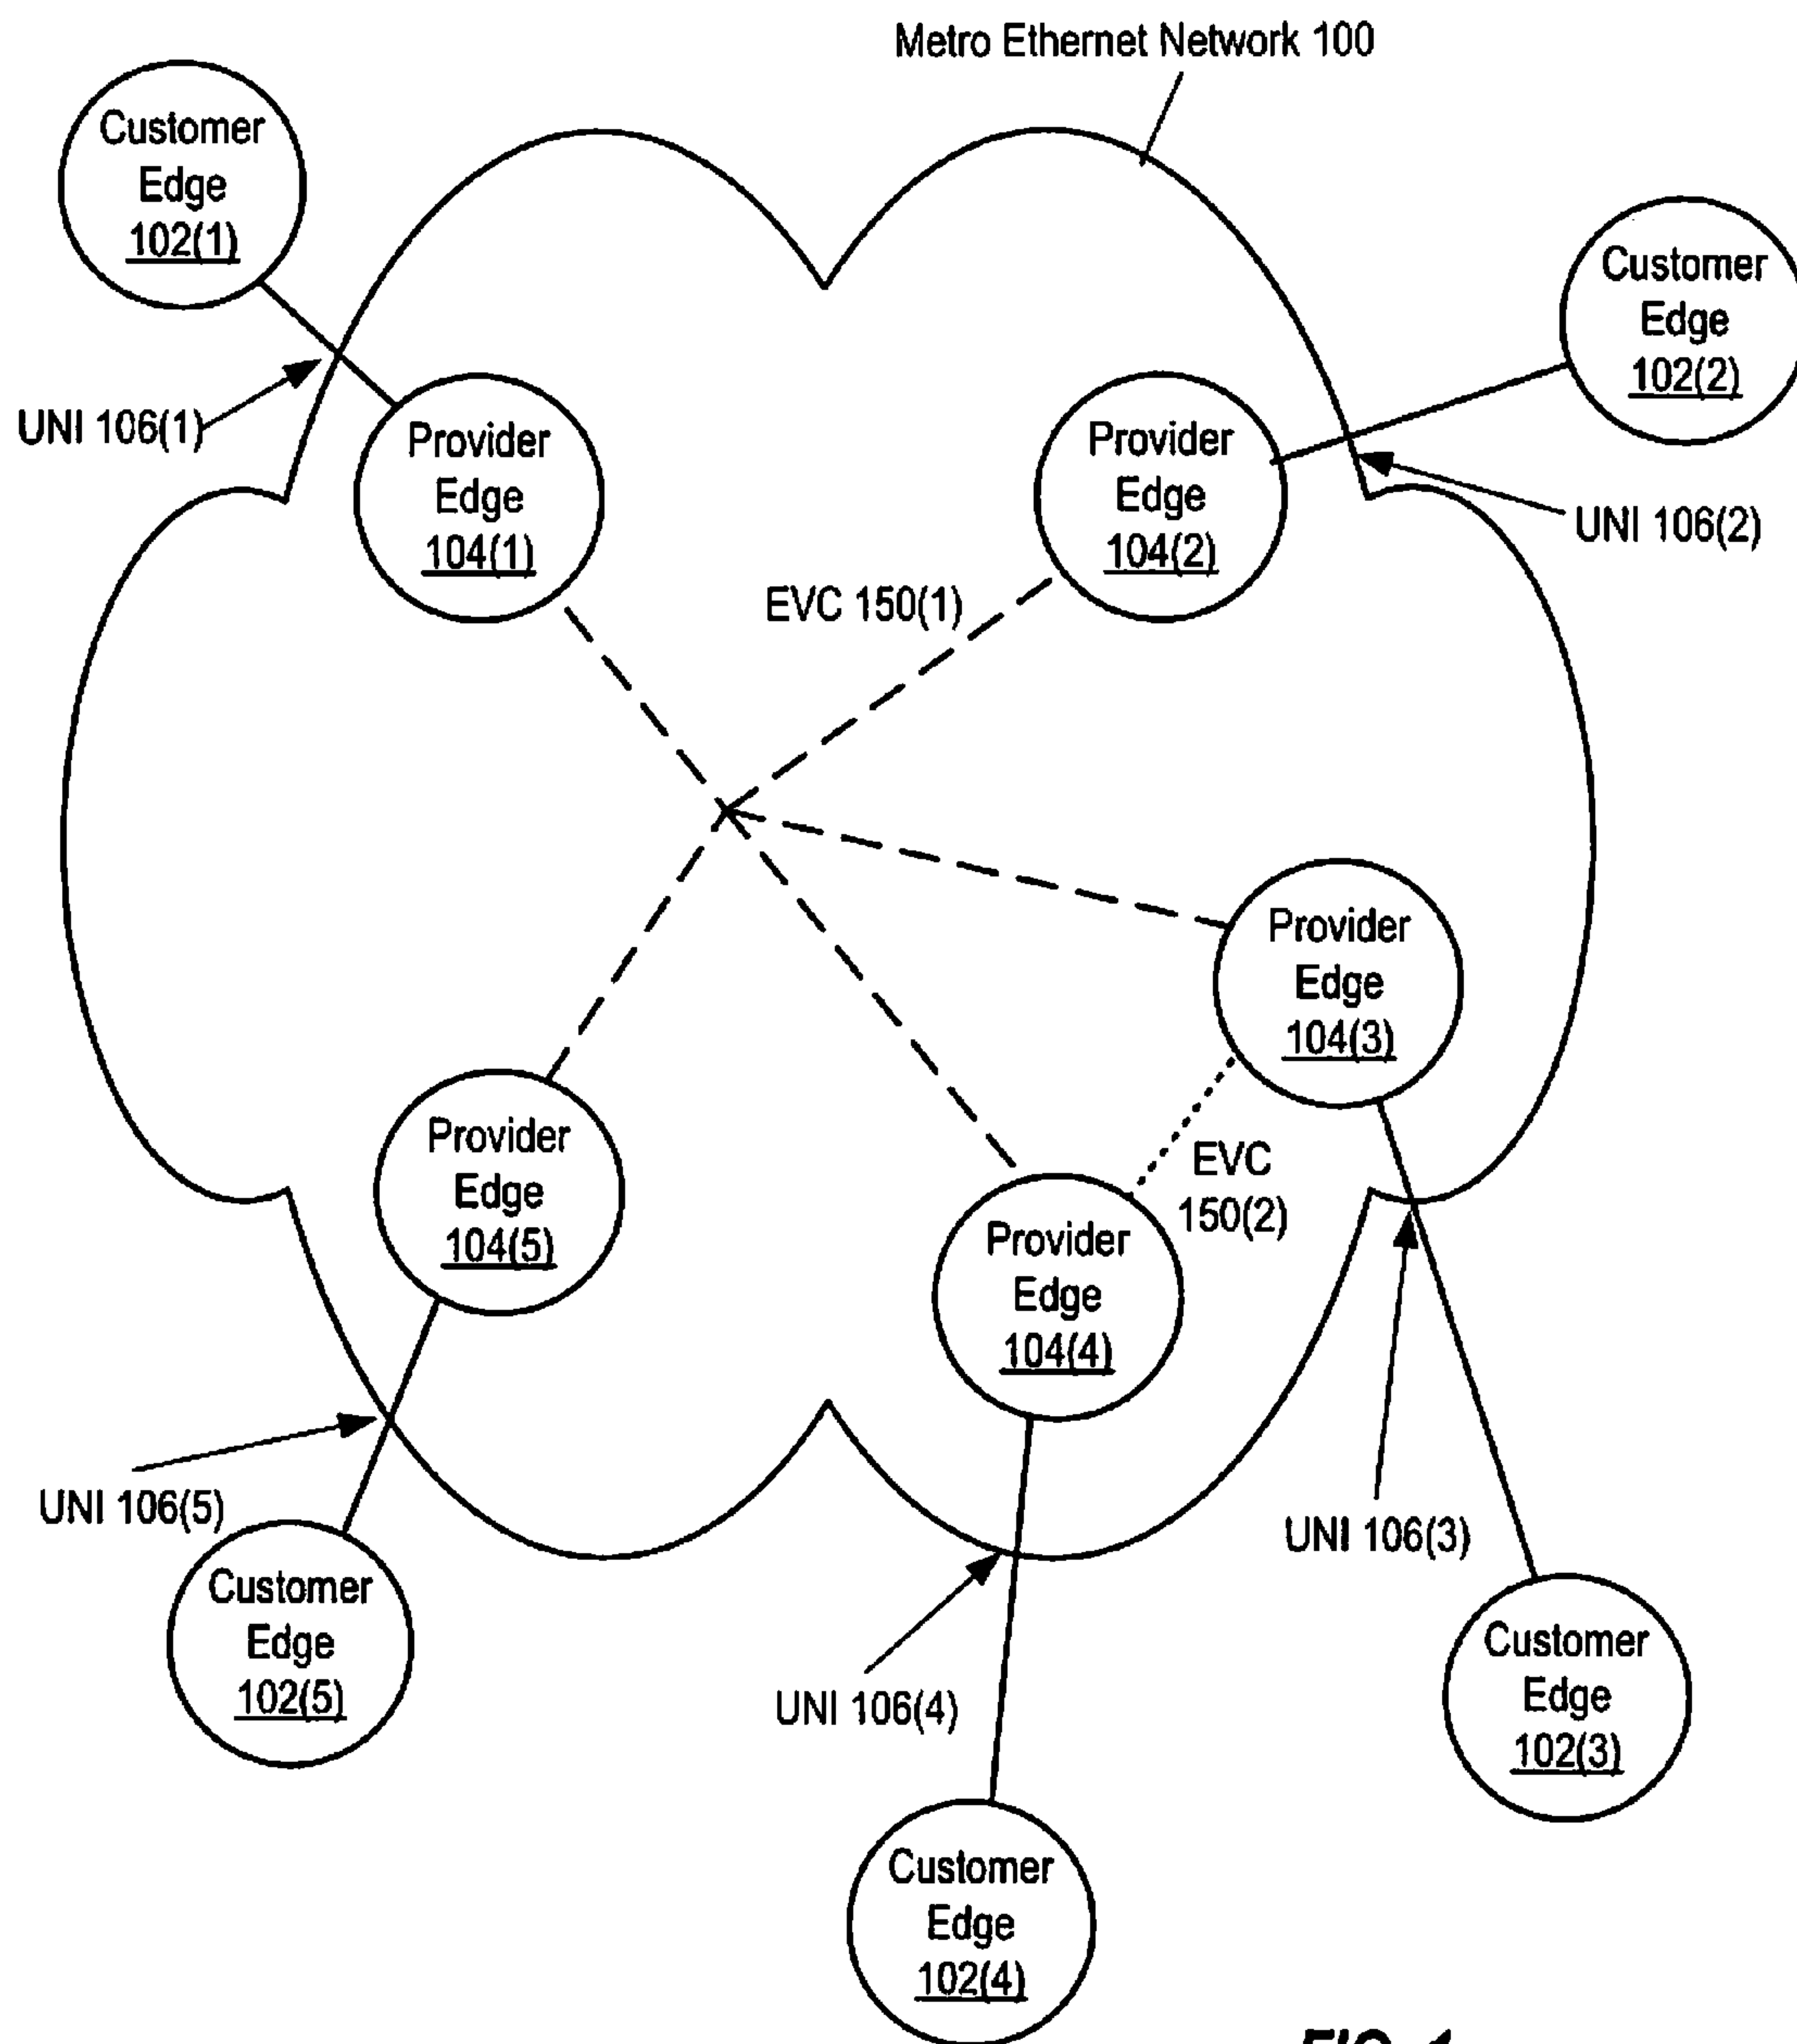 Metro Ethernet Network 100
Customer
Edge
102(1)
Customer
Edge
102(2)
UNI 106(1)
Provider
Edge
104(1)
Provider
Edge
104(2)
UNI 106(2)
EVC 150(1)
Provider
Edge
104(3)
Provider
Edge
104(5)
EVC
150(2)
Provider
Edge
104(4)
UNI 106(5)
UNI 106(3)
Customer
Edge
102(5)
UNI 106(4)
Customer
Edge
102(3)
Customer
Edge
102(4)